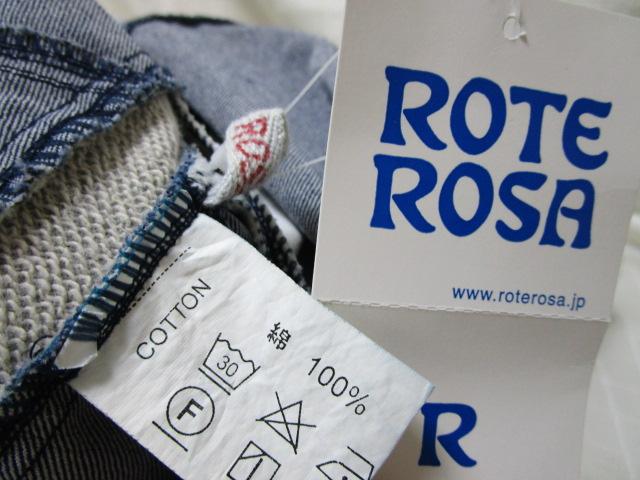 ROTE
ROSA
www.roterosa.jp
R
COTTON
綿 100%
30
F